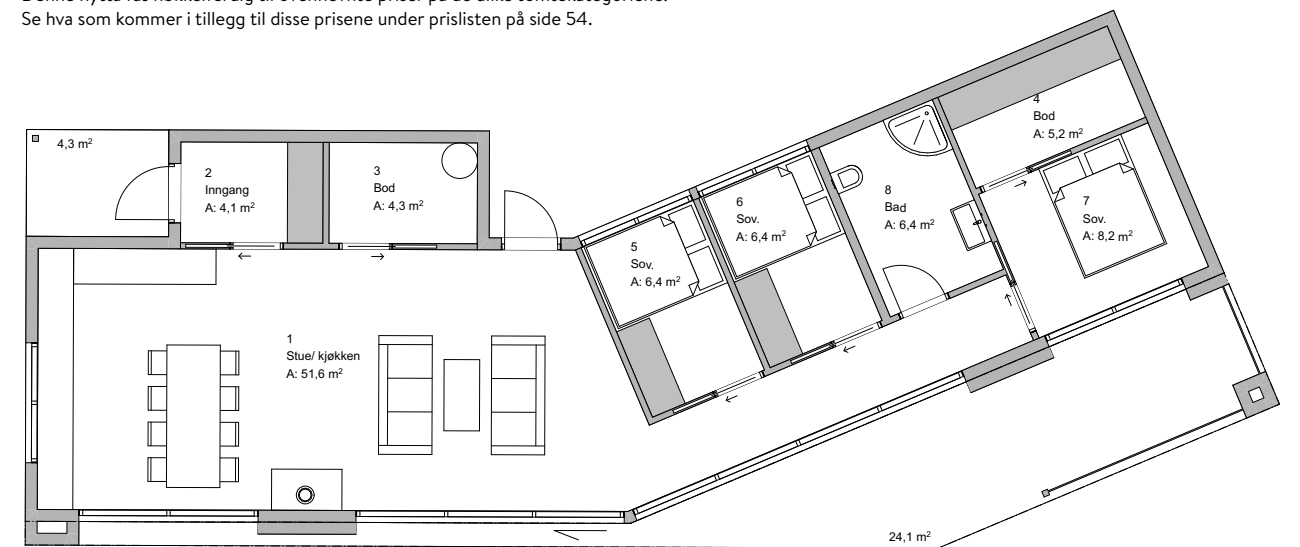 Se hva som kommer i tillegg til disse prisene under prislisten på side 54.
4,3 m²
2
Inngang
A: 4,1 m²
3
Bod
A: 4,3 m²
1
Stue/ kjøkken
A: 51,6 m²
5
Sov.
A: 6,4 m²
6
Sov.
A: 6,4 m²
8
Bad
A: 6,4 m²
4
Bod
A: 5,2 m²
7
Sov.
A: 8,2 m²
24,1 m²